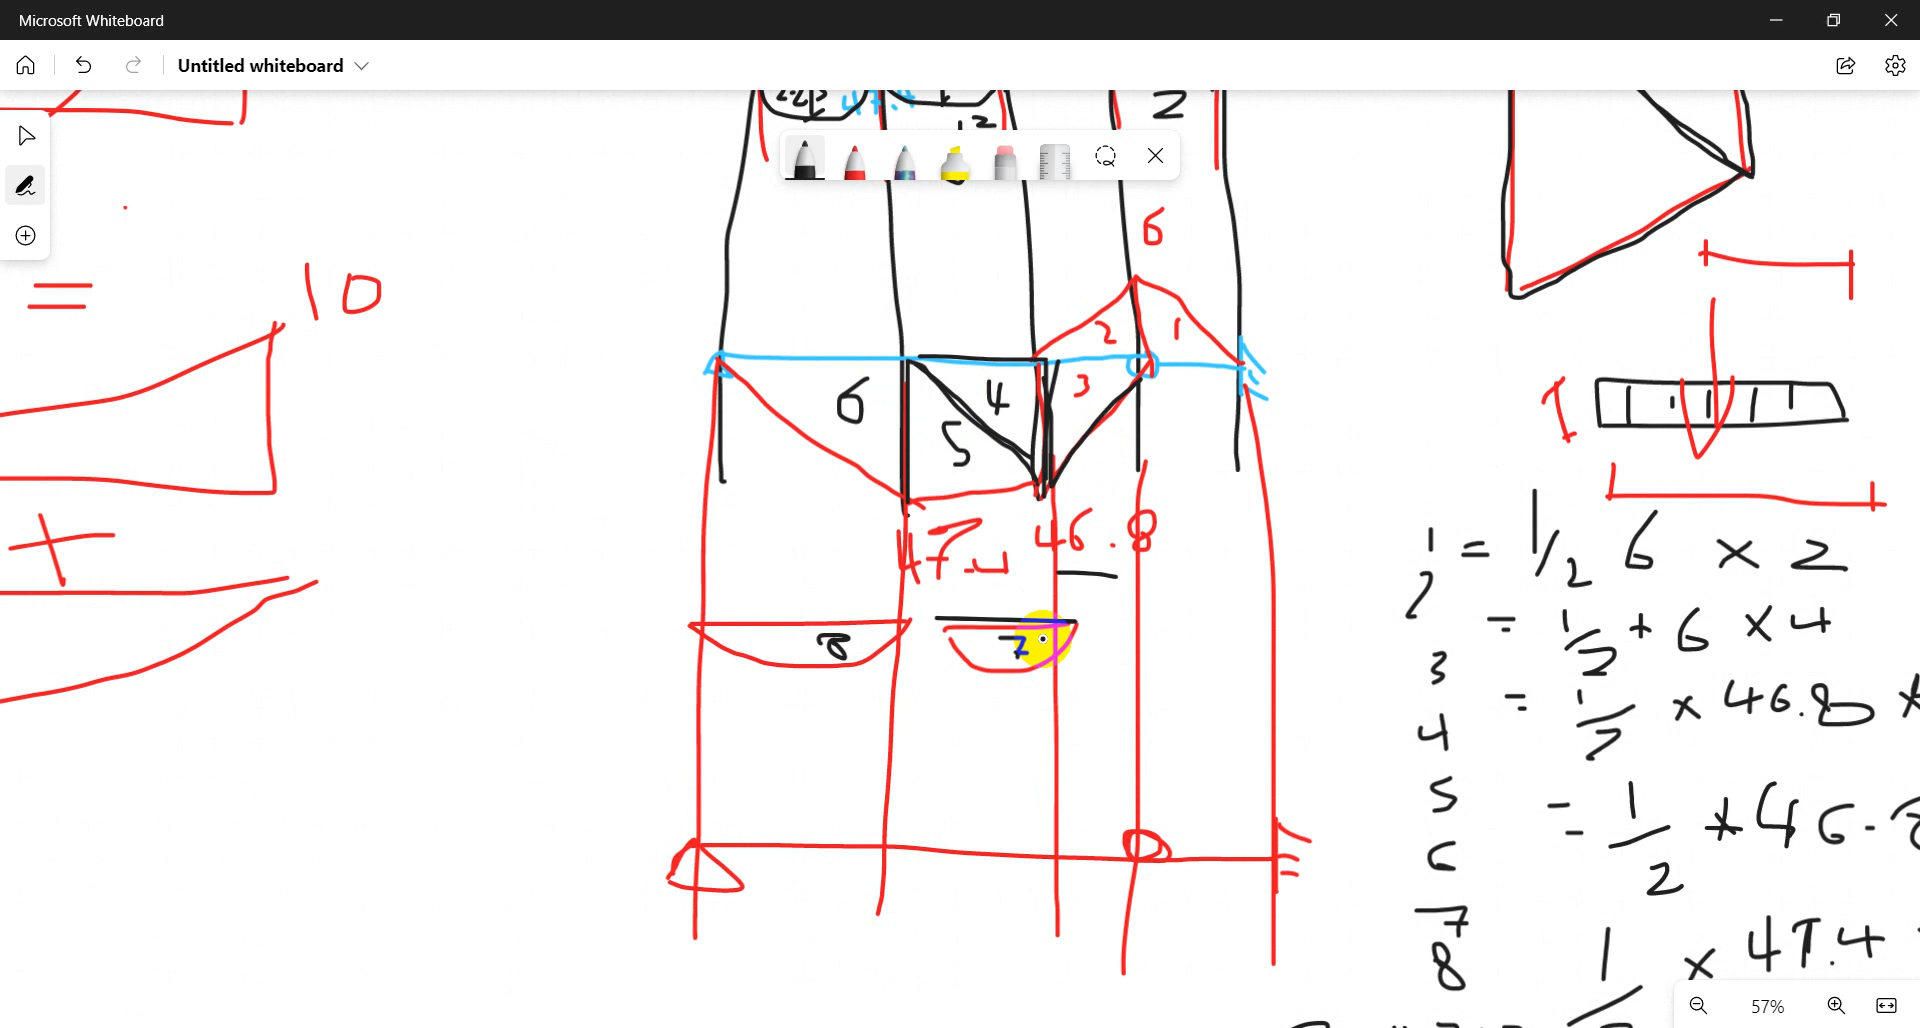 Microsoft Whiteboard
Untitled whiteboard
2
2
6
= 10
2 1
6 4 3
5
47.4 46.8
8 7
1 = 1/2 6 × 2
2 = 1/2 * 6 × 4
3 = 1/2 × 46.8 *
4
5 = 1/2 * 46.8
6
7
8 1/ × 47.4
+
57%